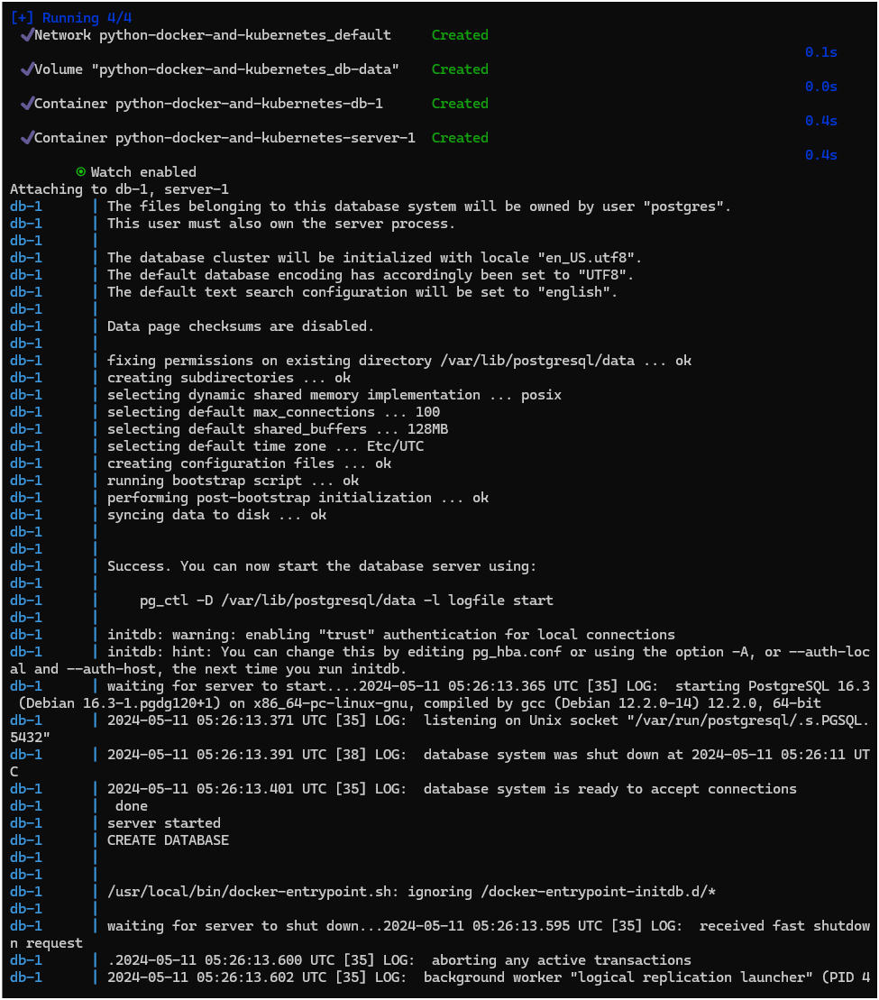 [+] Running 4/4
✔Network python-docker-and-kubernetes_default Created
0.1s
✔Volume "python-docker-and-kubernetes_db-data" Created
0.0s
✔Container python-docker-and-kubernetes-db-1 Created
0.4s
✔Container python-docker-and-kubernetes-server-1 Created
0.4s
Watch enabled
Attaching to db-1, server-1
db-1 | The files belonging to this database system will be owned by user "postgres".
db-1 | This user must also own the server process.
db-1 |
db-1 | The database cluster will be initialized with locale "en_US.utf8".
db-1 | The default database encoding has accordingly been set to "UTF8".
db-1 | The default text search configuration will be set to "english".
db-1 |
db-1 | Data page checksums are disabled.
db-1 |
db-1 | fixing permissions on existing directory /var/lib/postgresql/data ... ok
db-1 | creating subdirectories ... ok
db-1 | selecting dynamic shared memory implementation ... posix
db-1 | selecting default max_connections ... 100
db-1 | selecting default shared_buffers ... 128MB
db-1 | selecting default time zone ... Etc/UTC
db-1 | creating configuration files ... ok
db-1 | running bootstrap script ... ok
db-1 | performing post-bootstrap initialization ... ok
db-1 | syncing data to disk ... ok
db-1 |
db-1 |
db-1 | Success. You can now start the database server using:
db-1 |
db-1 | pg_ctl -D /var/lib/postgresql/data -l logfile start
db-1 |
db-1 | initdb: warning: enabling "trust" authentication for local connections
db-1 | initdb: hint: You can change this by editing pg_hba.conf or using the option -A, or --auth-loc
al and --auth-host, the next time you run initdb.
db-1 | waiting for server to start....2024-05-11 05:26:13.365 UTC [35] LOG:  starting PostgreSQL 16.3
(Debian 16.3-1.pgdg120+1) on x86_64-pc-linux-gnu, compiled by gcc (Debian 12.2.0-14) 12.2.0, 64-bit
db-1 | 2024-05-11 05:26:13.371 UTC [35] LOG:  listening on Unix socket "/var/run/postgresql/.s.PGSQL.
5432"
db-1 | 2024-05-11 05:26:13.391 UTC [38] LOG:  database system was shut down at 2024-05-11 05:26:11 UT
C
db-1 | 2024-05-11 05:26:13.401 UTC [35] LOG:  database system is ready to accept connections
db-1 | done
db-1 | server started
db-1 | CREATE DATABASE
db-1 |
db-1 |
db-1 | /usr/local/bin/docker-entrypoint.sh: ignoring /docker-entrypoint-initdb.d/*
db-1 |
db-1 | waiting for server to shut down...2024-05-11 05:26:13.595 UTC [35] LOG:  received fast shutdow
n request
db-1 | .2024-05-11 05:26:13.600 UTC [35] LOG:  aborting any active transactions
db-1 | 2024-05-11 05:26:13.602 UTC [35] LOG:  background worker "logical replication launcher" (PID 4